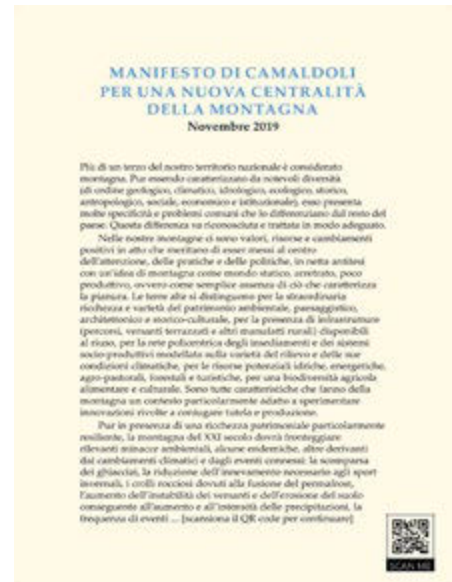 MANIFESTO DI CAMALDOLI
PER UNA NUOVA CENTRALITÀ
DELLA MONTAGNA
Novembre 2019
Più di un terzo del nostro territorio nazionale è considerato
montagna. Pur essendo caratterizzato da notevoli diversità
(di ordine geologico, climatico, idrologico, ecologico, storico,
antropologico, sociale, economico e istituzionale), esso presenta
molte specificità e problemi comuni che lo differenziano dal resto del
paese. Questa differenza va riconosciuta e trattata in modo adeguato.
Nelle nostre montagne ci sono valori, risorse e cambiamenti
positivi in atto che meritano di esser messi al centro
dell'attenzione, delle pratiche e delle politiche, in netta antitesi
con un'idea di montagna come mondo statico, arretrato, poco
produttivo, ovvero come semplice assenza di ciò che caratterizza
la pianura. Le terre alte si distinguono per la straordinaria
ricchezza e varietà del patrimonio ambientale, paesaggistico,
architettonico e storico-culturale, per la presenza di infrastrutture
(percorsi, versanti terrazzati e altri manufatti rurali) disponibili
al riuso, per la rete policentrica degli insediamenti e dei sistemi
socio-produttivi modellata sulla varietà del rilievo e delle sue
condizioni climatiche, per le risorse potenziali idriche, energetiche,
agro-pastorali, forestali e turistiche, per una biodiversità agricola
alimentare e culturale. Sono tutte caratteristiche che fanno della
montagna un contesto particolarmente adatto a sperimentare
innovazioni rivolte a coniugare tutela e produzione.
Pur in presenza di una ricchezza patrimoniale particolarmente
resiliente, la montagna del XXI secolo dovrà fronteggiare
rilevanti minacce ambientali, alcune endemiche, altre derivanti
dai cambiamenti climatici e dagli eventi connessi: la scomparsa
dei ghiacciai, la riduzione dell'innevamento necessario agli sport
invernali, i crolli rocciosi dovuti alla fusione del permafrost,
l'aumento dell'instabilità dei versanti e dell'erosione del suolo
conseguente all'aumento e all'intensità delle precipitazioni, la
frequenza di eventi ... [scansiona il QR code per continuare]
SCAN ME